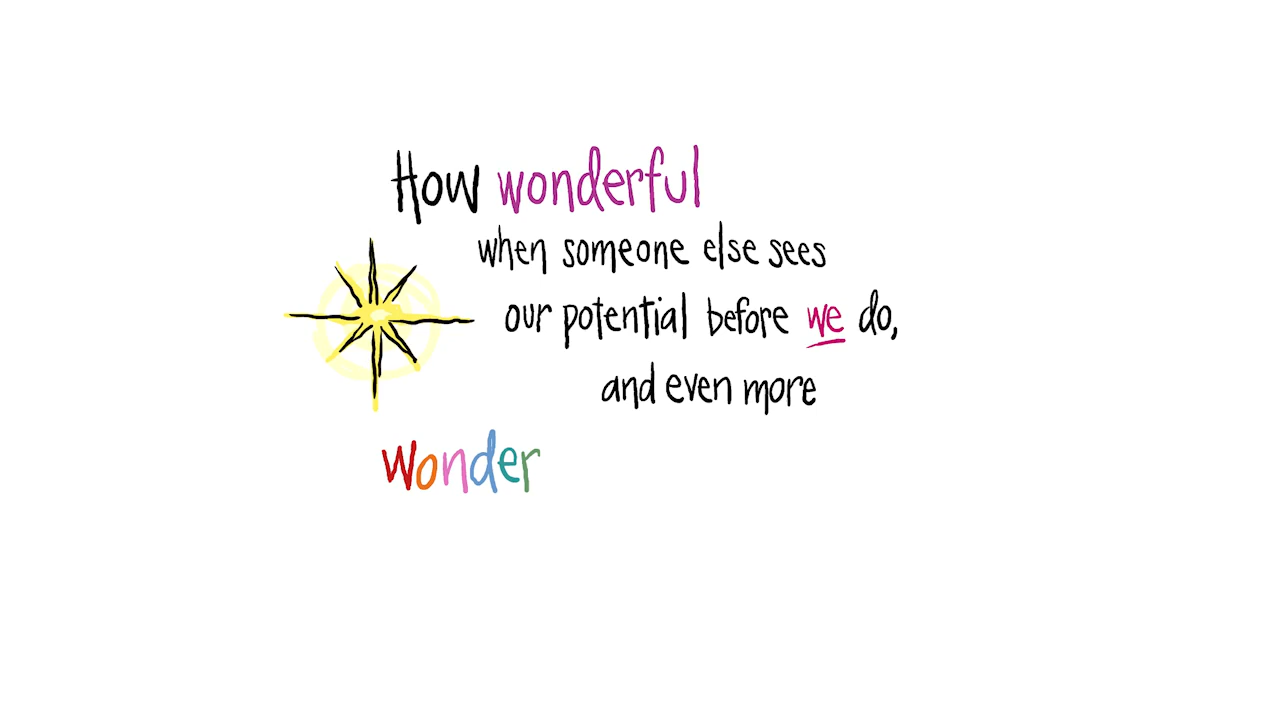 How wonderful
when someone else sees
our potential before we do,
and even more
wonder